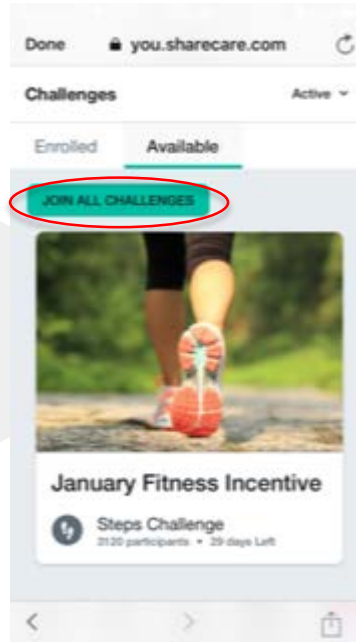 Done you.sharecare.com
Challenges Active
Enrolled Available
JOIN ALL CHALLENGES
January Fitness Incentive
Steps Challenge
3120 participants • 29 days Left